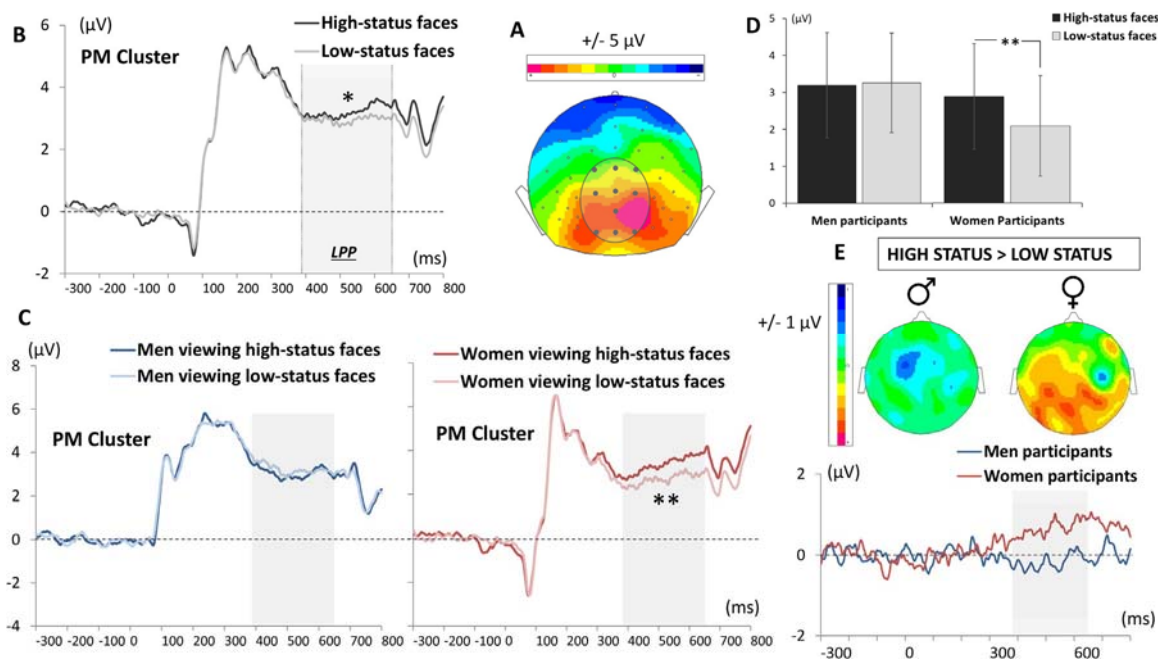 B
(μV)
High-status faces
Low-status faces
PM Cluster
6
4
2
0
-2
*
LPP
(ms)
-300 -200 -100 0 100 200 300 400 500 600 700 800
A
+/- 5 μV
D
(μV)
High-status faces
Low-status faces
5
4
3
2
1
0
**
Men participants
Women Participants
C
(μV)
Men viewing high-status faces
Men viewing low-status faces
PM Cluster
8
6
4
2
0
-2
-4
-300 -200 -100 0 100 200 300 400 500 600 700 800
Women viewing high-status faces
Women viewing low-status faces
PM Cluster
**
(ms)
-300 -200 -100 0 100 200 300 400 500 600 700 800
E
HIGH STATUS > LOW STATUS
♂ ♀
+/- 1 μV
Men participants
Women participants
(μV)
2
0
-2
(ms)
-300 0 300 600